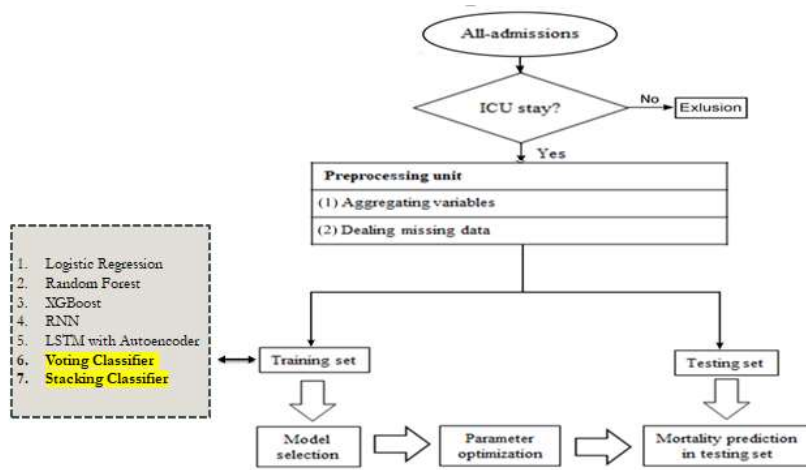 All-admissions
ICU stay?
No
Exlusion
Yes
Preprocessing unit
(1) Aggregating variables
(2) Dealing missing data
1. Logistic Regression
2. Random Forest
3. XGBoost
4. RNN
5. LSTM with Autoencoder
6. Voting Classifier
7. Stacking Classifier
Training set
Testing set
Model
selection
Parameter
optimization
Mortality prediction
in testing set